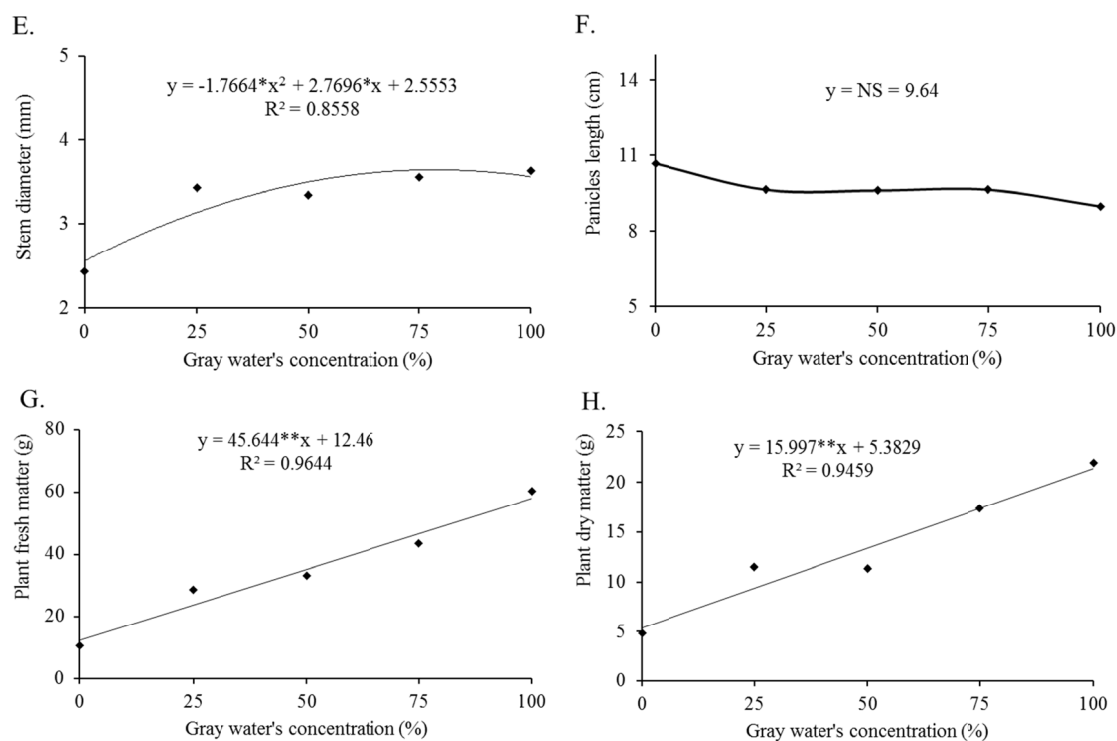 E.
5
4
3
2
Stem diameter (mm)
y = -1.7664*x² + 2.7696*x + 2.5553
R² = 0.8558
0 25 50 75 100
Gray water's concentration (%)
F.
14
11
8
5
Panicles length (cm)
y = NS = 9.64
0 25 50 75 100
Gray water's concentration (%)
G.
80
60
40
20
0
Plant fresh matter (g)
y = 45.644**x + 12.46
R² = 0.9644
0 25 50 75 100
Gray water's concentration (%)
H.
25
20
15
10
5
0
Plant dry matter (g)
y = 15.997**x + 5.3829
R² = 0.9459
0 25 50 75 100
Gray water's concentration (%)